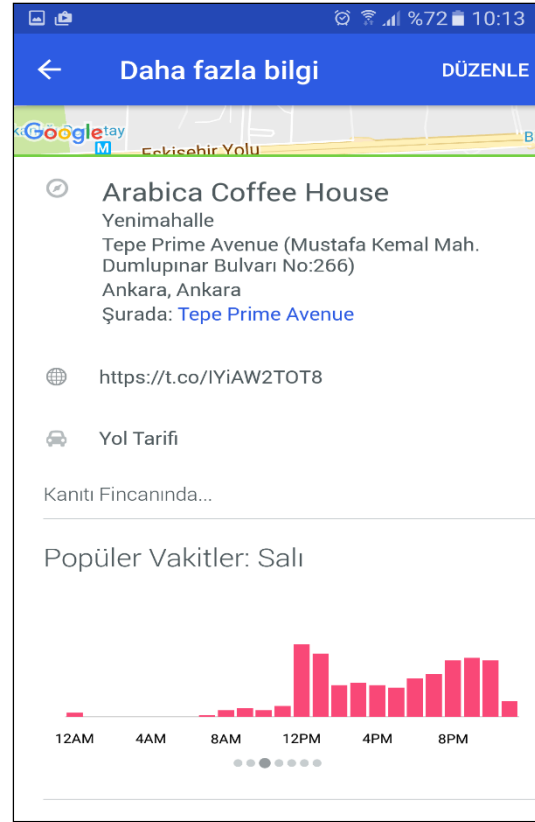 %72 10:13
Daha fazla bilgi
DÜZENLE
Google
tay
M
Eskişehir Yolu
B
Arabica Coffee House
Yenimahalle
Tepe Prime Avenue (Mustafa Kemal Mah.
Dumlupınar Bulvarı No:266)
Ankara, Ankara
Şurada: Tepe Prime Avenue
https://t.co/IYiAW2TOT8
Yol Tarifi
Kanıtı Fincanında...
Popüler Vakitler: Salı
12AM 4AM 8AM 12PM 4PM 8PM